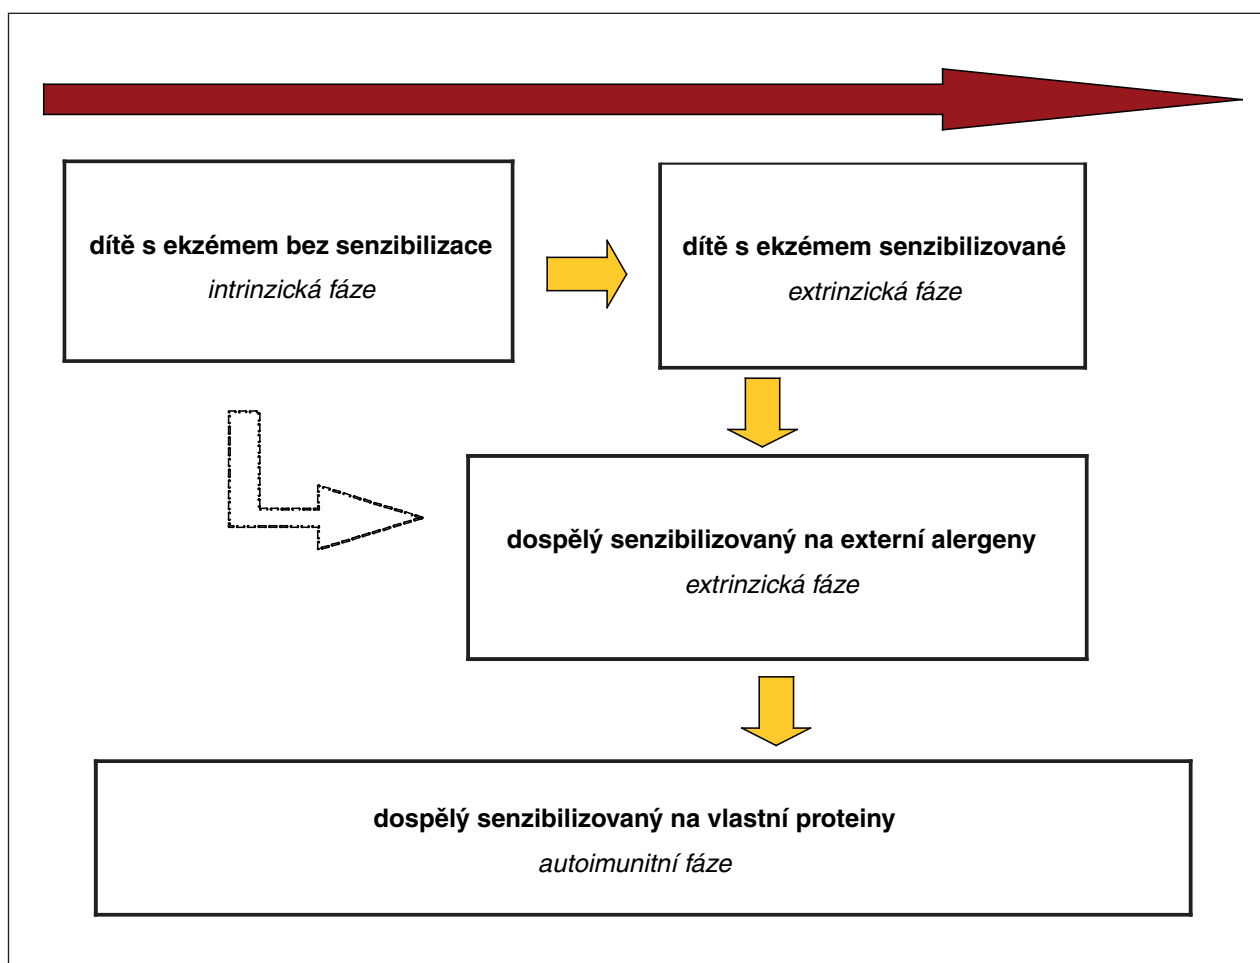 dítě s ekzémem bez senzibilizace
intrinzická fáze
dítě s ekzémem senzibilizované
extrinzická fáze
dospělý senzibilizovaný na externí alergeny
extrinzická fáze
dospělý senzibilizovaný na vlastní proteiny
autoimunitní fáze